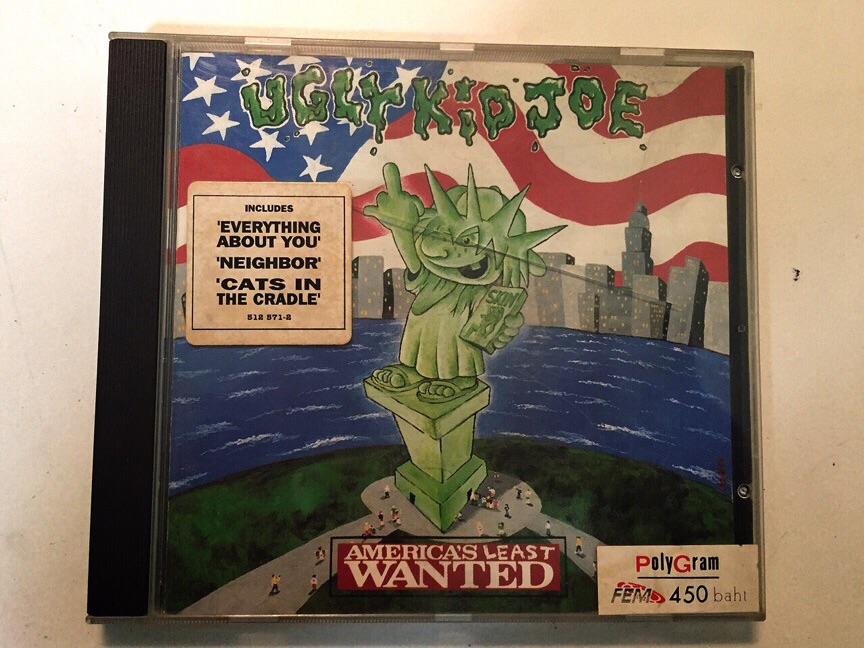 UGLY KiD JOE
INCLUDES
'EVERYTHING
ABOUT YOU'
'NEIGHBOR'
'CATS IN
THE CRADLE'
512 571-2
AMERICA'S LEAST
WANTED
PolyGram
FEM 450 baht